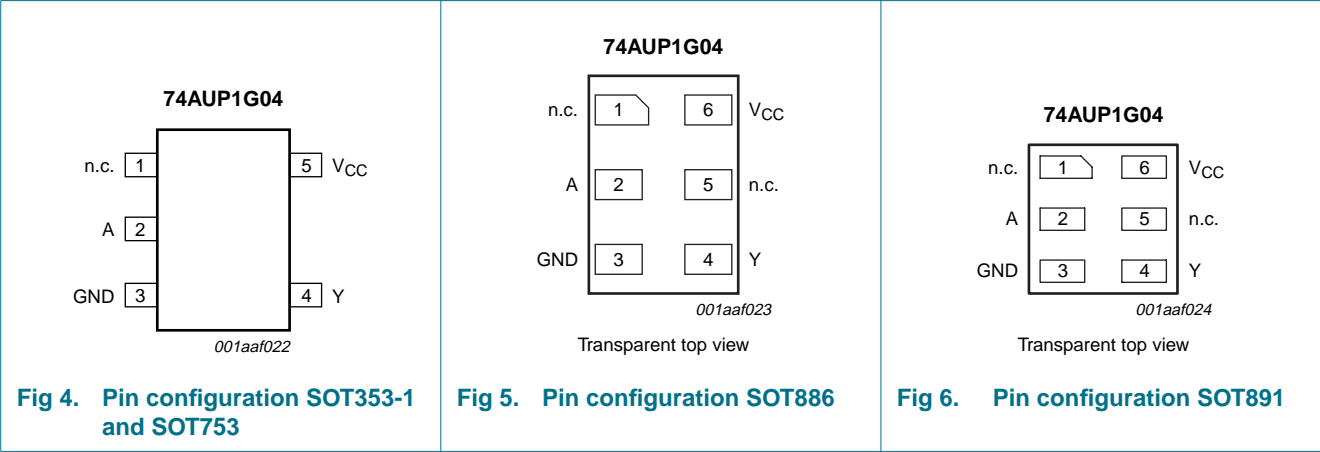 74AUP1G04
n.c. 1
5 VCC
A 2
GND 3
4 Y
001aaf022
Fig 4. Pin configuration SOT353-1
and SOT753
74AUP1G04
n.c. 1 6 VCC
A 2 5 n.c.
GND 3 4 Y
001aaf023
Transparent top view
Fig 5. Pin configuration SOT886
74AUP1G04
n.c. 1 6 VCC
A 2 5 n.c.
GND 3 4 Y
001aaf024
Transparent top view
Fig 6. Pin configuration SOT891